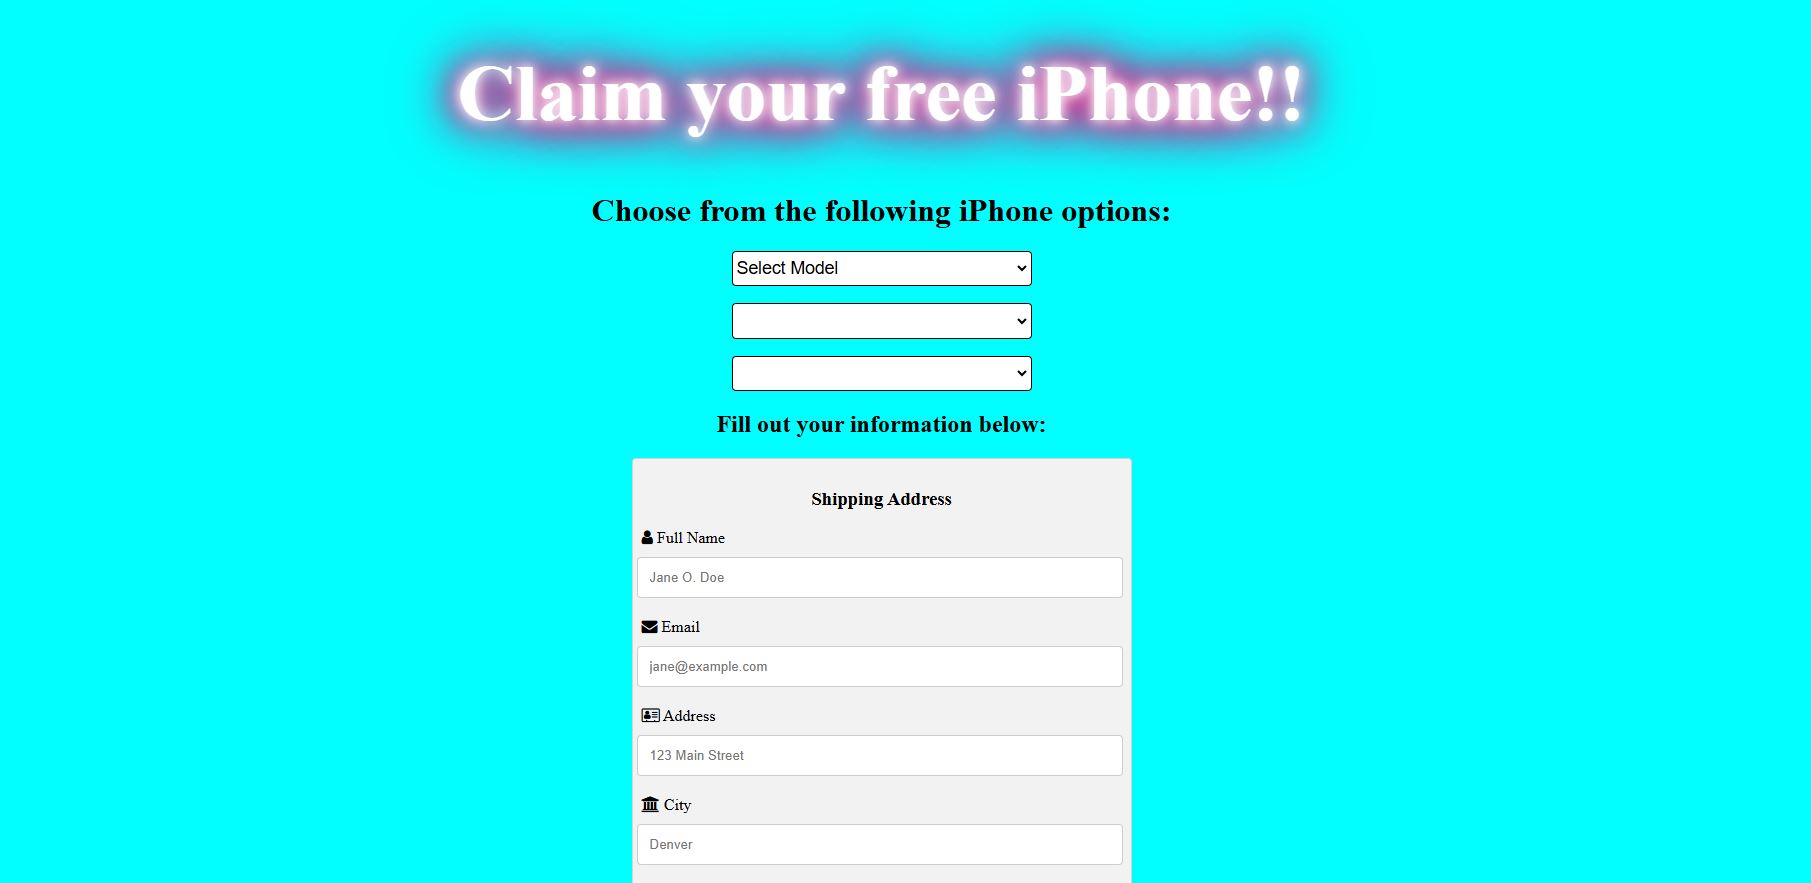 Claim your free iPhone!!
Choose from the following iPhone options:
Select Model
Fill out your information below:
Shipping Address
Full Name
Jane O. Doe
Email
jane@example.com
Address
123 Main Street
City
Denver